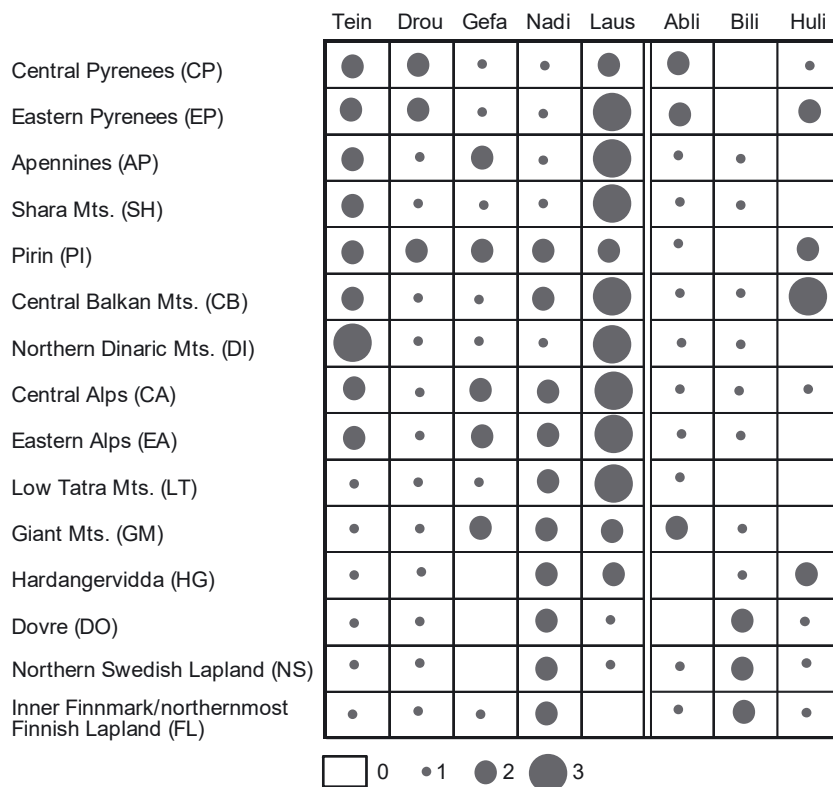 Tein Drou Gefa Nadi Laus Abli Bili Huli
Central Pyrenees (CP)
Eastern Pyrenees (EP)
Apennines (AP)
Shara Mts. (SH)
Pirin (PI)
Central Balkan Mts. (CB)
Northern Dinaric Mts. (DI)
Central Alps (CA)
Eastern Alps (EA)
Low Tatra Mts. (LT)
Giant Mts. (GM)
Hardangervidda (HG)
Dovre (DO)
Northern Swedish Lapland (NS)
Inner Finnmark/northernmost
Finnish Lapland (FL)
0 1 2 3